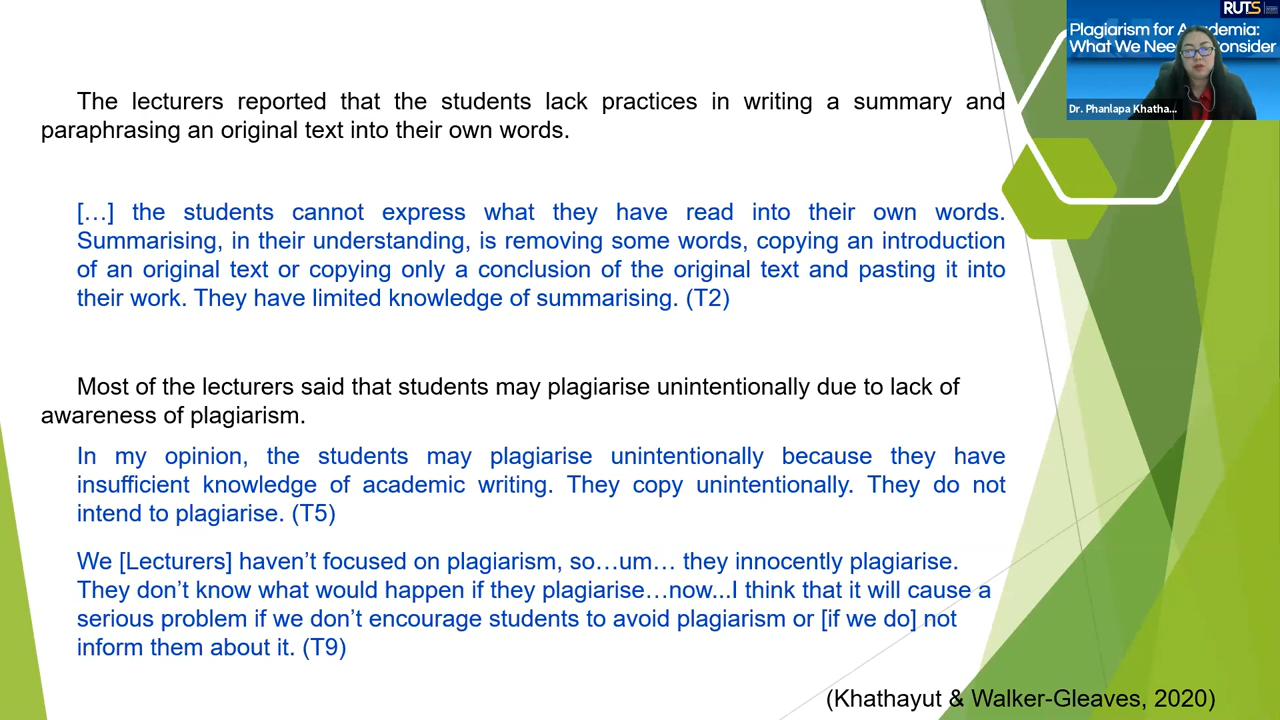 RUTS
Plagiarism for Academia:
What We Need Consider
Dr. Phanlapa Khatha...
The lecturers reported that the students lack practices in writing a summary and
paraphrasing an original text into their own words.
[…] the students cannot express what they have read into their own words.
Summarising, in their understanding, is removing some words, copying an introduction
of an original text or copying only a conclusion of the original text and pasting it into
their work. They have limited knowledge of summarising. (T2)
Most of the lecturers said that students may plagiarise unintentionally due to lack of
awareness of plagiarism.
In my opinion, the students may plagiarise unintentionally because they have
insufficient knowledge of academic writing. They copy unintentionally. They do not
intend to plagiarise. (T5)
We [Lecturers] haven’t focused on plagiarism, so…um… they innocently plagiarise.
They don’t know what would happen if they plagiarise…now...I think that it will cause a
serious problem if we don’t encourage students to avoid plagiarism or [if we do] not
inform them about it. (T9)
(Khathayut & Walker-Gleaves, 2020)